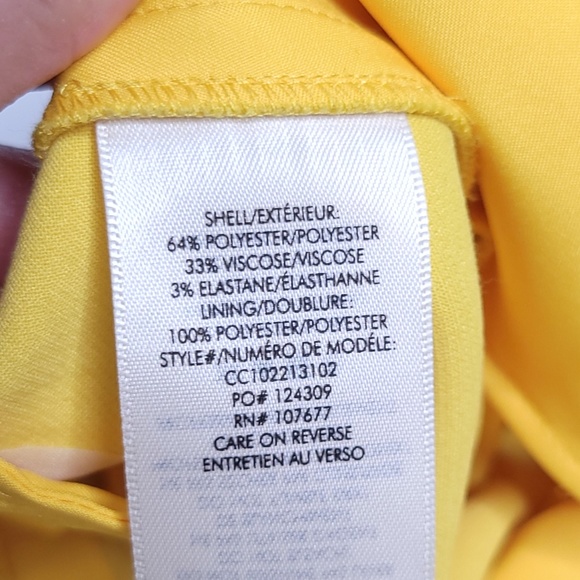 SHELL/EXTÉRIEUR:
64% POLYESTER/POLYESTER
33% VISCOSE/VISCOSE
3% ELASTANE/ÉLASTHANNE
LINING/DOUBLURE:
100% POLYESTER/POLYESTER
STYLE#/NUMÉRO DE MODÉLE:
CC102213102
PO# 124309
RN# 107677
CARE ON REVERSE
ENTRETIEN AU VERSO